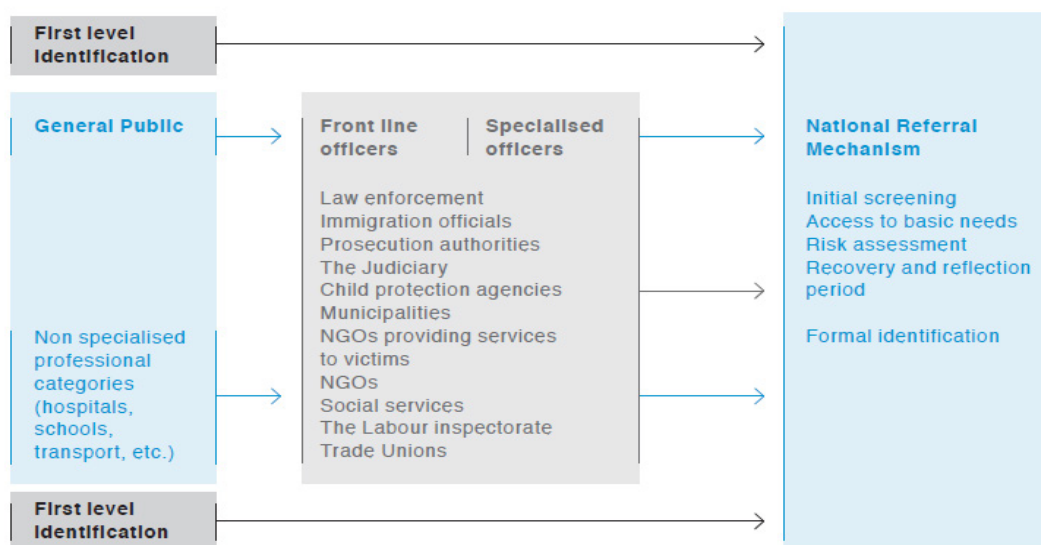 First level
identification
General Public
Non specialised
professional
categories
(hospitals,
schools,
transport, etc.)
First level
identification
Front line
officers
Specialised
officers
Law enforcement
Immigration officials
Prosecution authorities
The Judiciary
Child protection agencies
Municipalities
NGOs providing services
to victims
NGOs
Social services
The Labour inspectorate
Trade Unions
National Referral
Mechanism
Initial screening
Access to basic needs
Risk assessment
Recovery and reflection
period
Formal identification